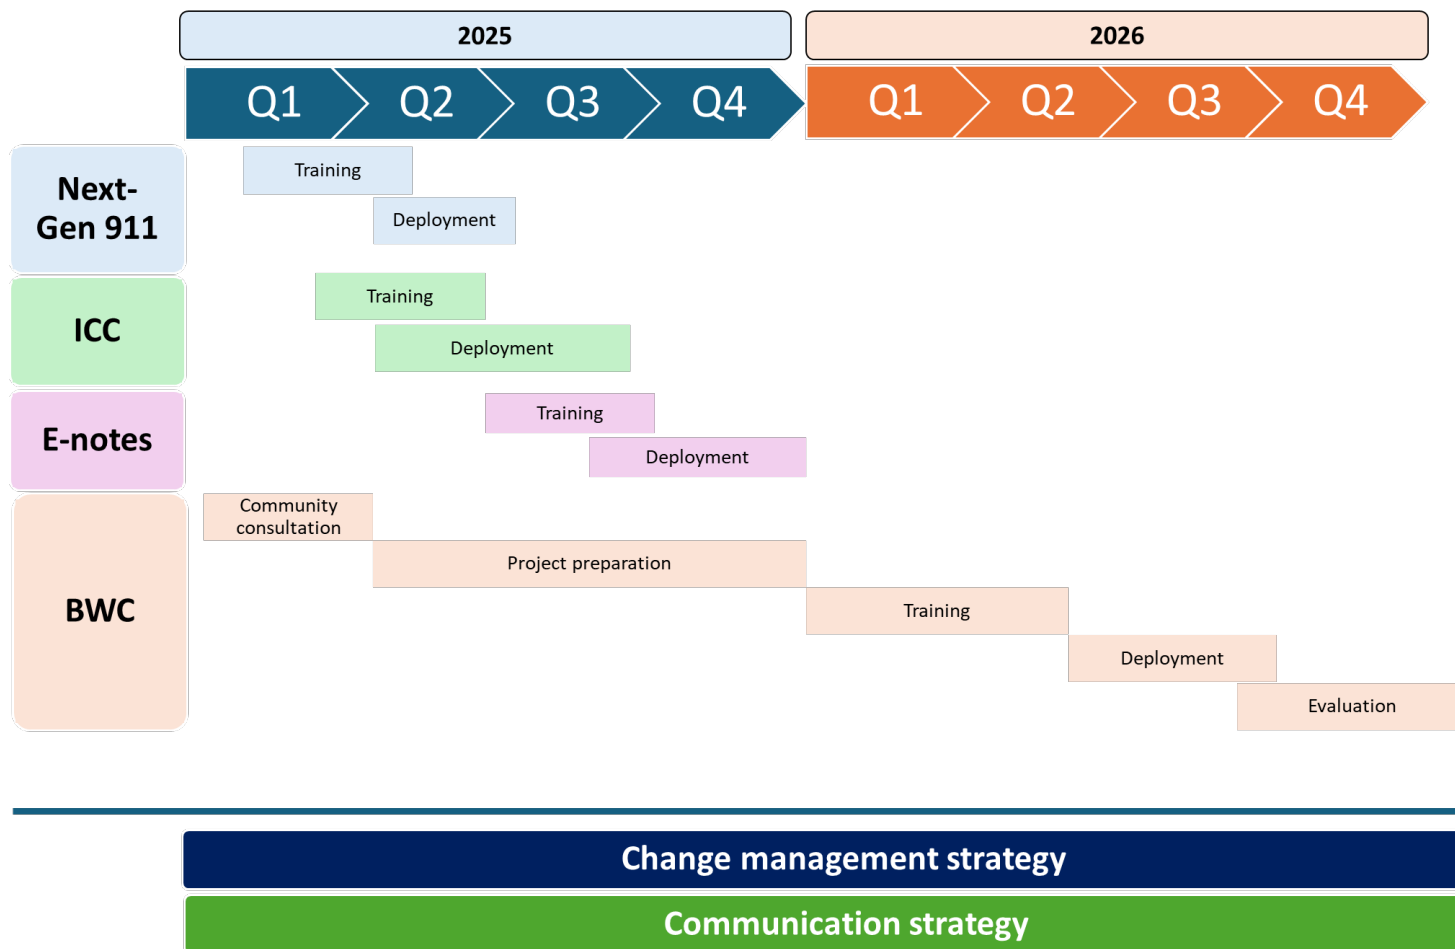 2025
2026
Q1 Q2 Q3 Q4 Q1 Q2 Q3 Q4
Next-
Gen 911
Training
Deployment
ICC
Training
Deployment
E-notes
Training
Deployment
BWC
Community
consultation
Project preparation
Training
Deployment
Evaluation
Change management strategy
Communication strategy